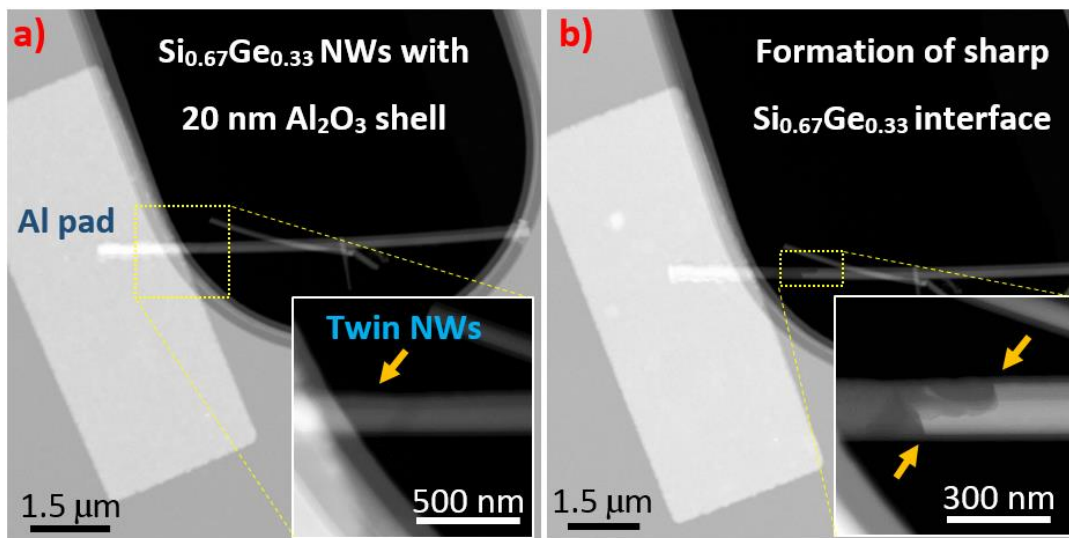 a)
Si₀.₆₇Ge₀.₃₃ NWs with
20 nm Al₂O₃ shell
Al pad
Twin NWs
1.5 μm
500 nm
b)
Formation of sharp
Si₀.₆₇Ge₀.₃₃ interface
1.5 μm
300 nm